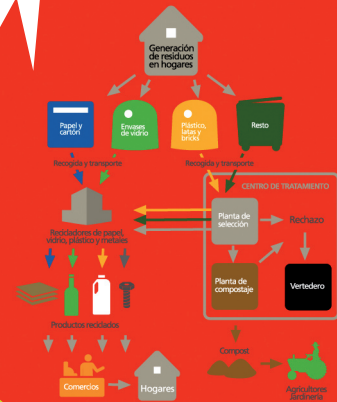 Generación
de residuos
en hogares
Papel y
cartón
Envases
de vidrio
Plástico,
latas y
bricks
Resto
Recogida y transporte
Recogida y transporte
CENTRO DE TRATAMIENTO
Planta de
selección
Rechazo
Recicladores de papel,
vidrio, plástico y metales
Planta de
compostaje
Vertedero
Productos reciclados
Compost
Comercios
Hogares
Agricultores
Jardinería